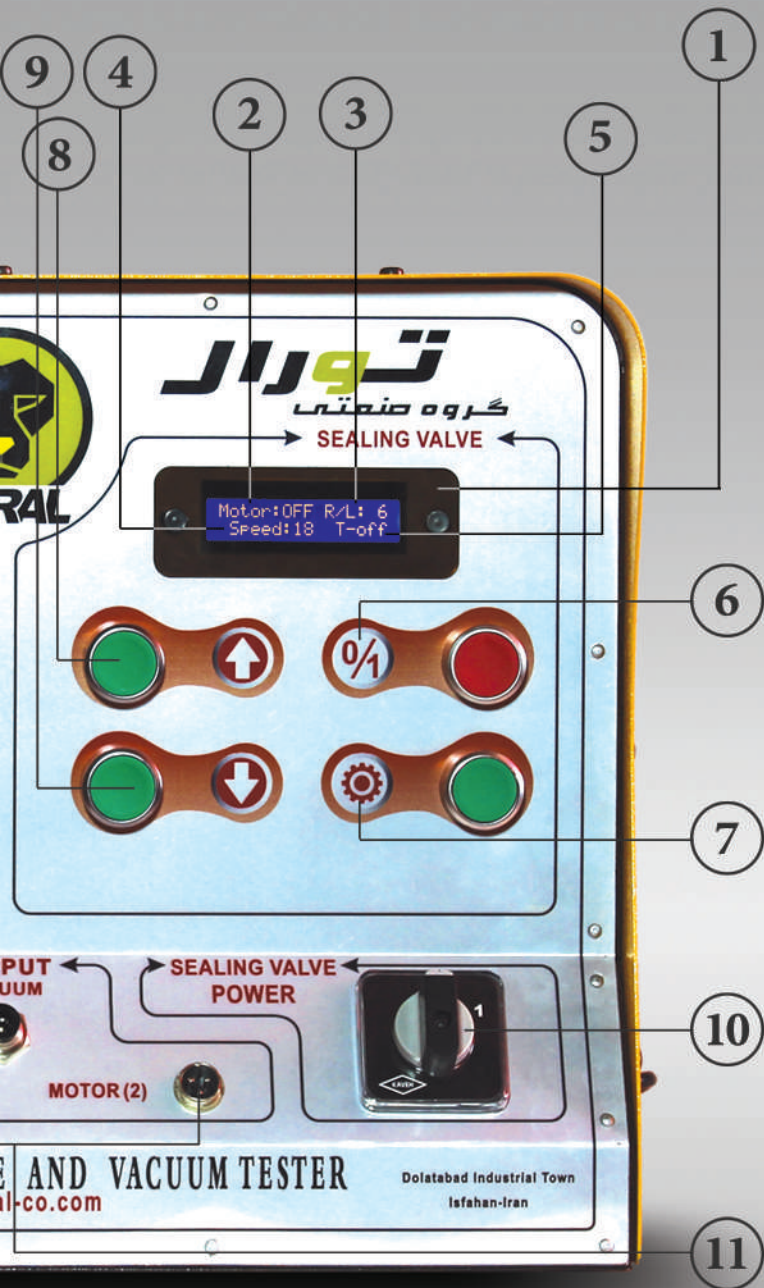 1
9
4
2
3
5
8
تورال
گروه صنعتی
RAL
SEALING VALVE
Motor:OFF R/L: 6
Speed:18 T-off
6
0/1
7
PUT
UUM
SEALING VALVE
POWER
1
10
KAVEH
MOTOR (2)
E AND VACUUM TESTER
al-co.com
Dolatabad Industrial Town
Isfahan-Iran
11